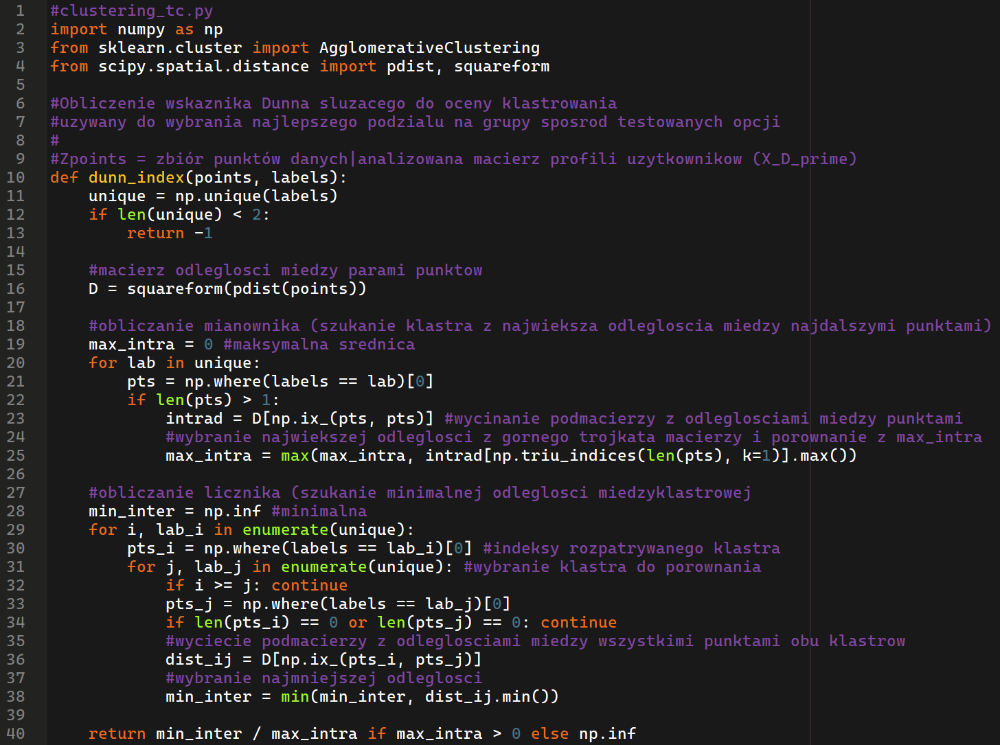 1 #clustering_tc.py
2 import numpy as np
3 from sklearn.cluster import AgglomerativeClustering
4 from scipy.spatial.distance import pdist, squareform
5
6 #Obliczenie wskaznika Dunna sluzacego do oceny klastrowania
7 #uzywany do wybrania najlepszego podzialu na grupy sposrod testowanych opcji
8 #
9 #Zpoints = zbiór punktów danych|analizowana macierz profili uzytkownikow (X_D_prime)
10 def dunn_index(points, labels):
11     unique = np.unique(labels)
12     if len(unique) < 2:
13         return -1
14
15     #macierz odleglosci miedzy parami punktow
16     D = squareform(pdist(points))
17
18     #obliczanie mianownika (szukanie klastra z najwieksza odlegloscia miedzy najdalszymi punktami)
19     max_intra = 0 #maksymalna srednica
20     for lab in unique:
21         pts = np.where(labels == lab)[0]
22         if len(pts) > 1:
23             intrad = D[np.ix_(pts, pts)] #wycinanie podmacierzy z odleglosciami miedzy punktami
24             #wybranie najwiekszej odleglosci z gornego trojkata macierzy i porownanie z max_intra
25             max_intra = max(max_intra, intrad[np.triu_indices(len(pts), k=1)].max())
26
27     #obliczanie licznika (szukanie minimalnej odleglosci miedzyklastrowej
28     min_inter = np.inf #minimalna
29     for i, lab_i in enumerate(unique):
30         pts_i = np.where(labels == lab_i)[0] #indeksy rozpatrywanego klastra
31         for j, lab_j in enumerate(unique): #wybranie klastra do porownania
32             if i >= j: continue
33             pts_j = np.where(labels == lab_j)[0]
34             if len(pts_i) == 0 or len(pts_j) == 0: continue
35             #wyciecie podmacierzy z odleglosciami miedzy wszystkimi punktami obu klastrow
36             dist_ij = D[np.ix_(pts_i, pts_j)]
37             #wybranie najmniejszej odleglosci
38             min_inter = min(min_inter, dist_ij.min())
39
40     return min_inter / max_intra if max_intra > 0 else np.inf